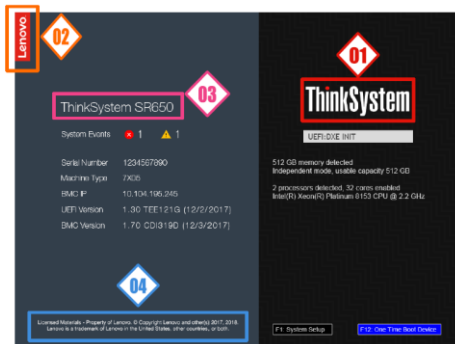 Lenovo
02
ThinkSystem SR650
03
System Events 1 1
Serial Number 1234567890
Machine Type 7X06
BMC IP 10.104.195.245
UEFI Version 1.30 TEE121G (12/2/2017)
BMC Version 1.70 CDI319D (12/3/2017)
04
Licensed Materials - Property of Lenovo. © Copyright Lenovo and other(s) 2017, 2018.
Lenovo is a trademark of Lenovo in the United States, other countries, or both.
01
ThinkSystem
UEFI:DXE INIT
512 GB memory detected
Independent mode, usable capacity 512 GB
2 processors detected, 32 cores enabled
Intel(R) Xeon(R) Platinum 8153 CPU @ 2.2 GHz
F1: System Setup
F12: One Time Boot Device